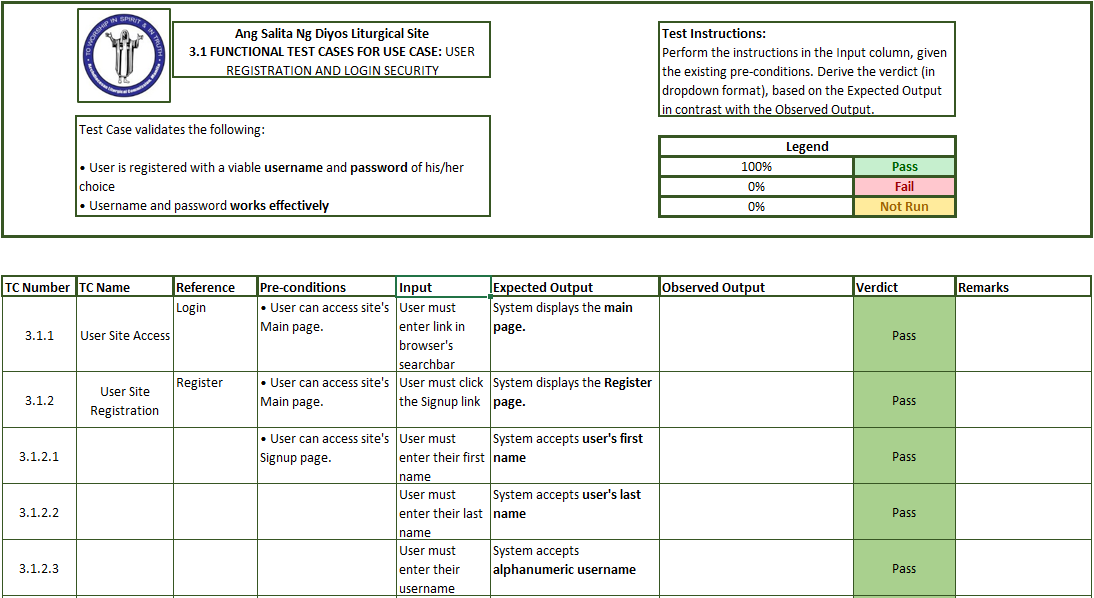 TO WORSHIP IN SPIRIT & IN TRUTH
Ang Salita Ng Diyos Liturgical Site
3.1 FUNCTIONAL TEST CASES FOR USE CASE: USER
REGISTRATION AND LOGIN SECURITY
Test Instructions:
Perform the instructions in the Input column, given
the existing pre-conditions. Derive the verdict (in
dropdown format), based on the Expected Output
in contrast with the Observed Output.
Test Case validates the following:
• User is registered with a viable username and password of his/her
choice
• Username and password works effectively
Legend
100% Pass
0% Fail
0% Not Run
TC Number TC Name Reference Pre-conditions Input Expected Output Observed Output Verdict Remarks
3.1.1
User Site Access
Login
• User can access site's
Main page.
User must
enter link in
browser's
searchbar
System displays the main
page.
Pass
3.1.2
User Site
Registration
Register
• User can access site's
Main page.
User must click
the Signup link
System displays the Register
page.
Pass
3.1.2.1
• User can access site's
Signup page.
User must
enter their first
name
System accepts user's first
name
Pass
3.1.2.2
User must
enter their last
name
System accepts user's last
name
Pass
3.1.2.3
User must
enter their
username
System accepts
alphanumeric username
Pass